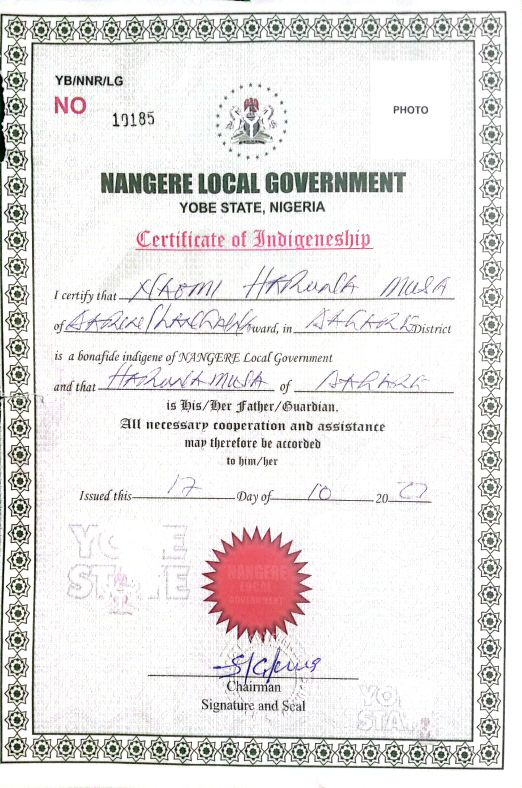 YB/NNR/LG
NO 19185
PHOTO
NANGERE LOCAL GOVERNMENT
YOBE STATE, NIGERIA
Certificate of Indigeneship
I certify that NAOMI HARUNA MUSA
of ward, in District
is a bonafide indigene of NANGERE Local Government
and that HARUNA MUSA of
is His/Her Father/Guardian.
All necessary cooperation and assistance
may therefore be accorded
to him/her
Issued this 17 Day of 10 20
YOBE
STATE
NANGERE
LOCAL
GOVERNMENT
Chairman
Signature and Seal